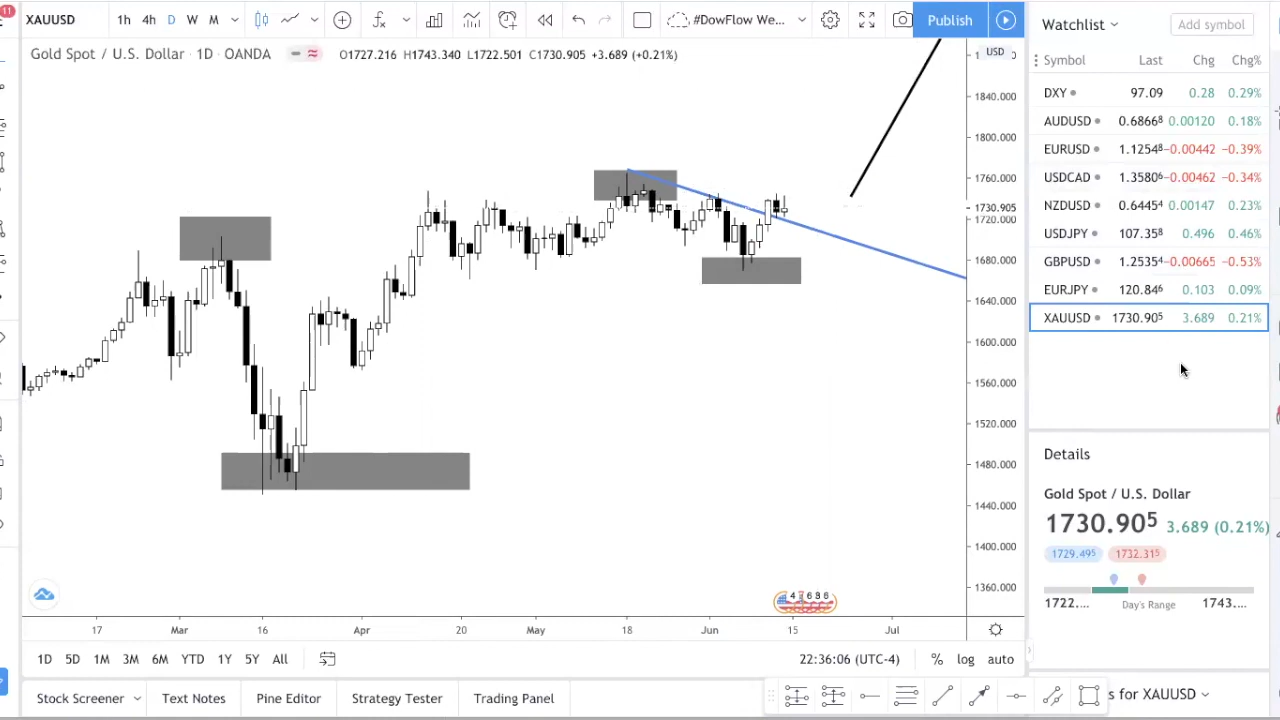 11
XAUUSD 1h 4h D W M #DowFlow We... Publish
Gold Spot / U.S. Dollar · 1D · OANDA O1727.216 H1743.340 L1722.501 C1730.905 +3.689 (+0.21%)
USD
1840.000
1800.000
1760.000
1730.905
1720.000
1680.000
1640.000
1600.000
1560.000
1520.000
1480.000
1440.000
1400.000
1360.000
4 6 8 6
17 Mar 16 Apr 20 May 18 Jun 15 Jul
1D 5D 1M 3M 6M YTD 1Y 5Y All 22:36:06 (UTC-4) % log auto
Stock Screener Text Notes Pine Editor Strategy Tester Trading Panel
Watchlist Add symbol
Symbol Last Chg Chg%
DXY 97.09 0.28 0.29%
AUDUSD 0.68668 0.00120 0.18%
EURUSD 1.12548 −0.00442 −0.39%
USDCAD 1.35806 −0.00462 −0.34%
NZDUSD 0.64454 0.00147 0.23%
USDJPY 107.358 0.496 0.46%
GBPUSD 1.25354 −0.00665 −0.53%
EURJPY 120.846 0.103 0.09%
XAUUSD 1730.905 3.689 0.21%
Details
Gold Spot / U.S. Dollar
1730.905 3.689 (0.21%)
1729.495 1732.315
1722.... Day's Range 1743....
s for XAUUSD